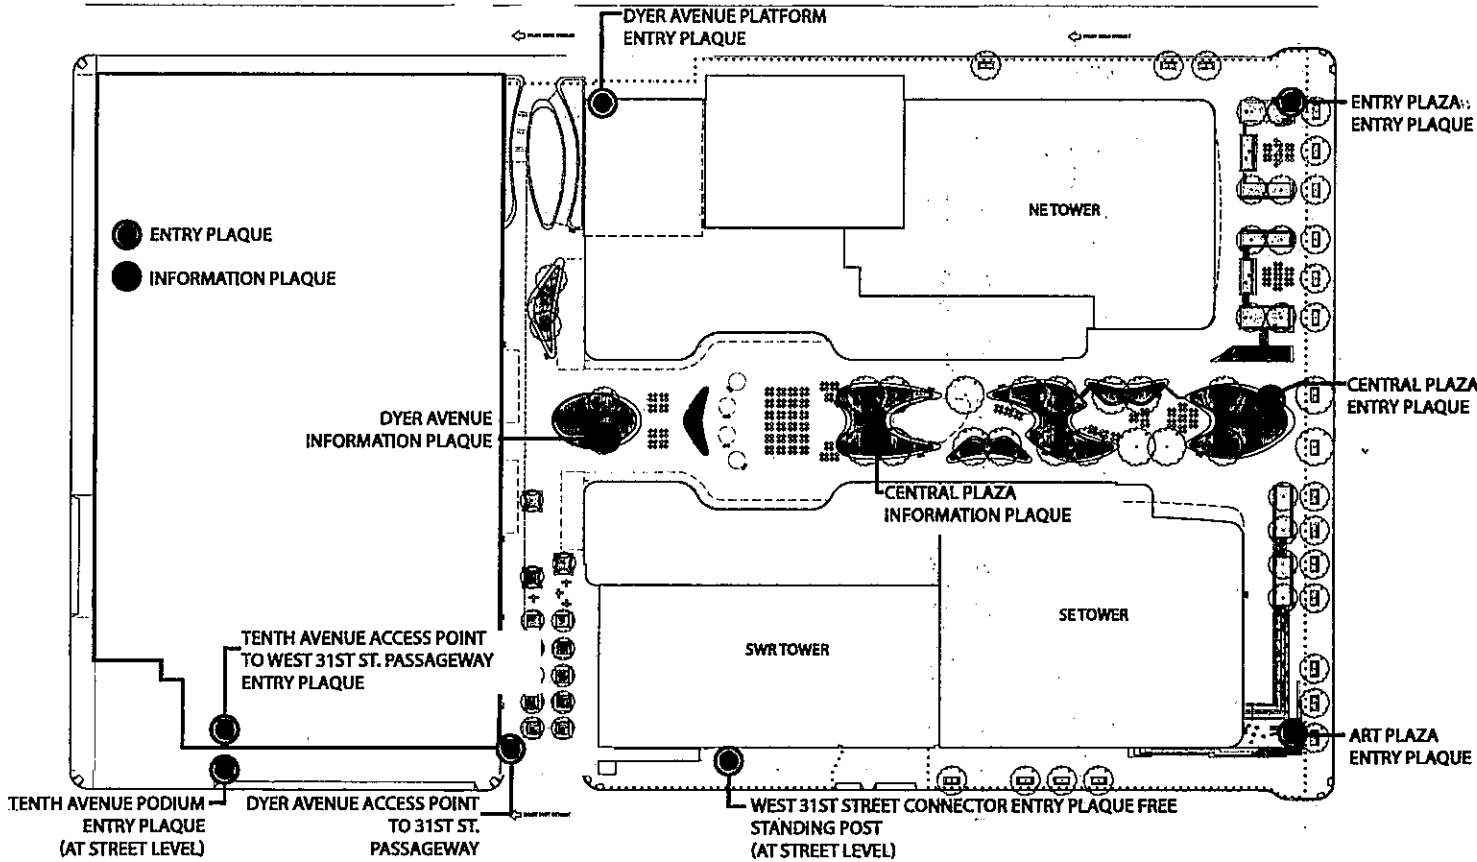 DYER AVENUE PLATFORM
ENTRY PLAQUE
ENTRY PLAZA
ENTRY PLAQUE
NE TOWER
ENTRY PLAQUE
INFORMATION PLAQUE
CENTRAL PLAZA
ENTRY PLAQUE
DYER AVENUE
INFORMATION PLAQUE
CENTRAL PLAZA
INFORMATION PLAQUE
SE TOWER
SWR TOWER
TENTH AVENUE ACCESS POINT
TO WEST 31ST ST. PASSAGEWAY
ENTRY PLAQUE
ART PLAZA
ENTRY PLAQUE
TENTH AVENUE PODIUM
ENTRY PLAQUE
(AT STREET LEVEL)
DYER AVENUE ACCESS POINT
TO 31ST ST.
PASSAGEWAY
WEST 31ST STREET CONNECTOR ENTRY PLAQUE FREE
STANDING POST
(AT STREET LEVEL)